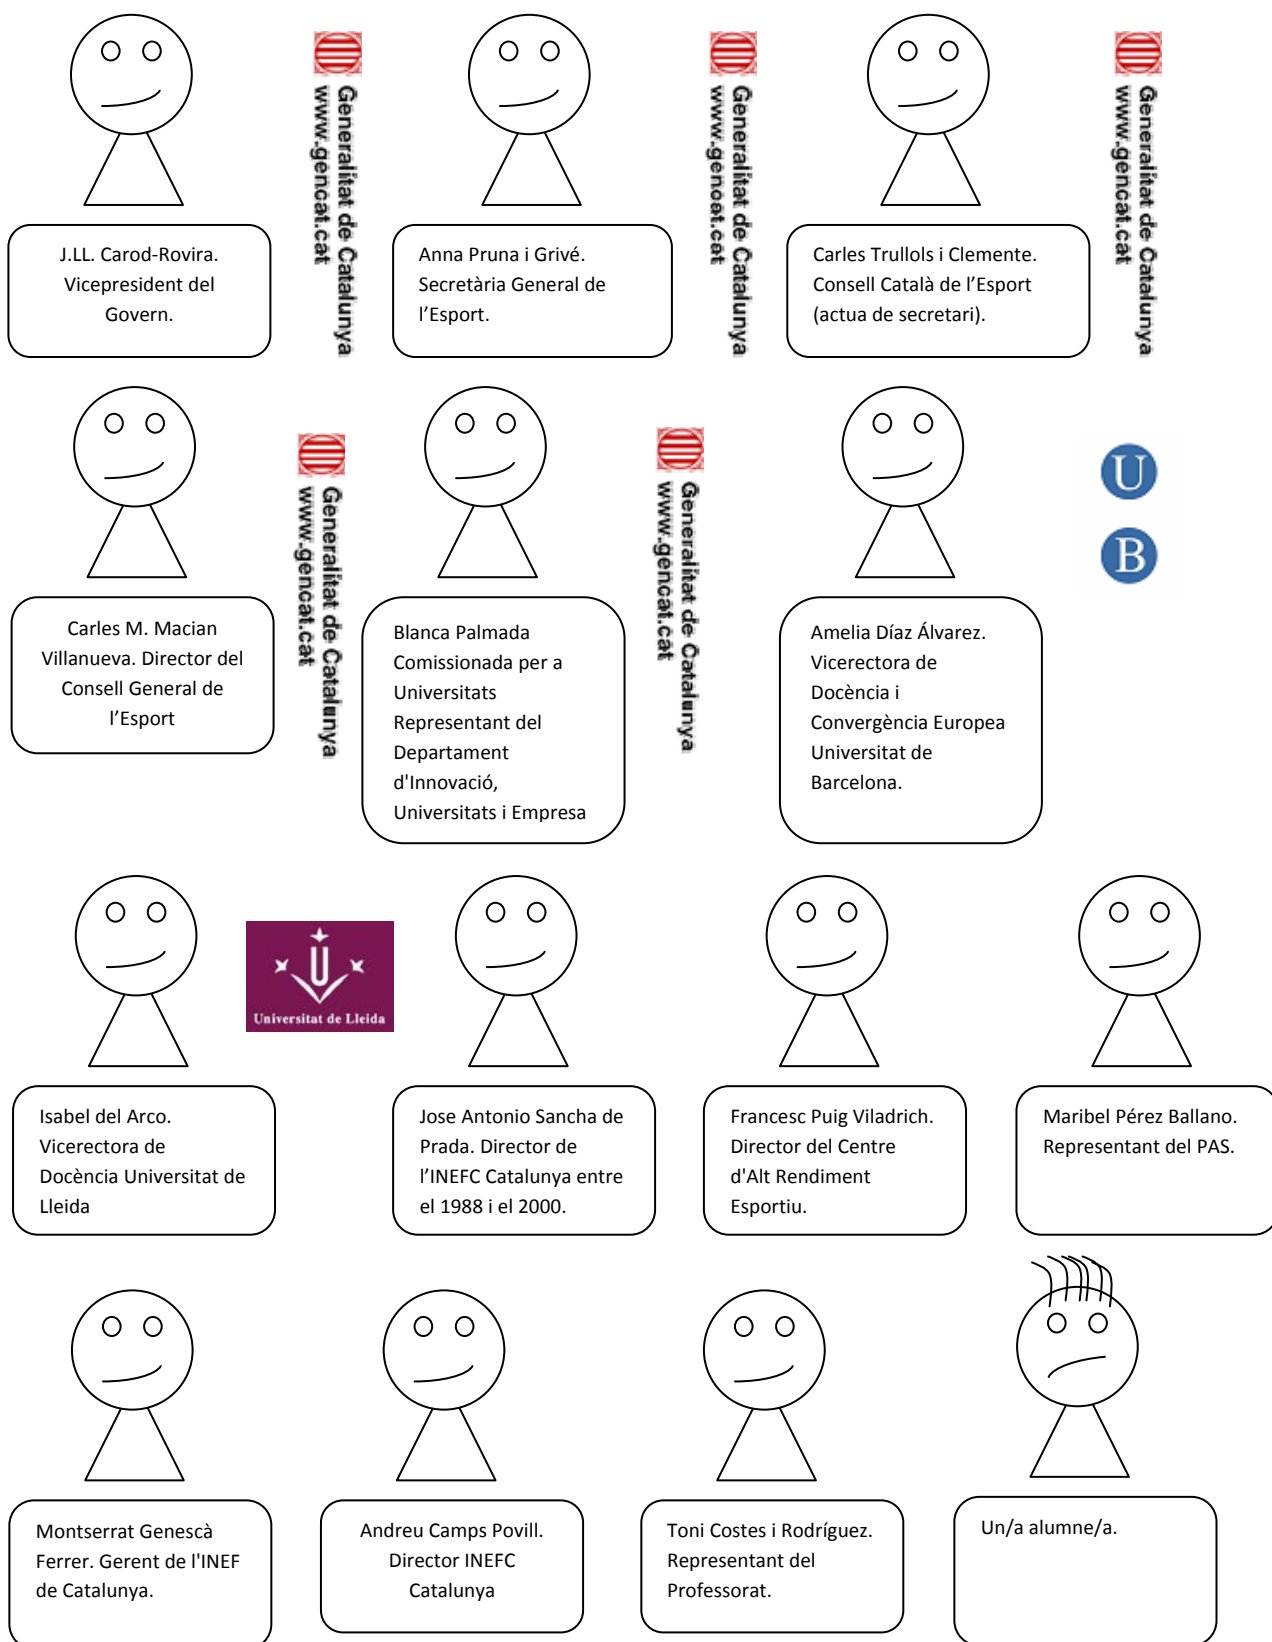 Generalitat de Catalunya
www.gencat.cat
Generalitat de Catalunya
www.gencat.cat
Generalitat de Catalunya
www.gencat.cat
J.LL. Carod-Rovira.
Vicepresident del
Govern.
Anna Pruna i Grivé.
Secretària General de
l’Esport.
Carles Trullols i Clemente.
Consell Català de l’Esport
(actua de secretari).
Generalitat de Catalunya
www.gencat.cat
Generalitat de Catalunya
www.gencat.cat
U
B
Carles M. Macian
Villanueva. Director del
Consell General de
l’Esport
Blanca Palmada
Comissionada per a
Universitats
Representant del
Departament
d'Innovació,
Universitats i Empresa
Amelia Díaz Álvarez.
Vicerectora de
Docència i
Convergència Europea
Universitat de
Barcelona.
U
Universitat de Lleida
Isabel del Arco.
Vicerectora de
Docència Universitat de
Lleida
Jose Antonio Sancha de
Prada. Director de
l’INEFC Catalunya entre
el 1988 i el 2000.
Francesc Puig Viladrich.
Director del Centre
d'Alt Rendiment
Esportiu.
Maribel Pérez Ballano.
Representant del PAS.
Montserrat Genescà
Ferrer. Gerent de l'INEF
de Catalunya.
Andreu Camps Povill.
Director INEFC
Catalunya
Toni Costes i Rodríguez.
Representant del
Professorat.
Un/a alumne/a.